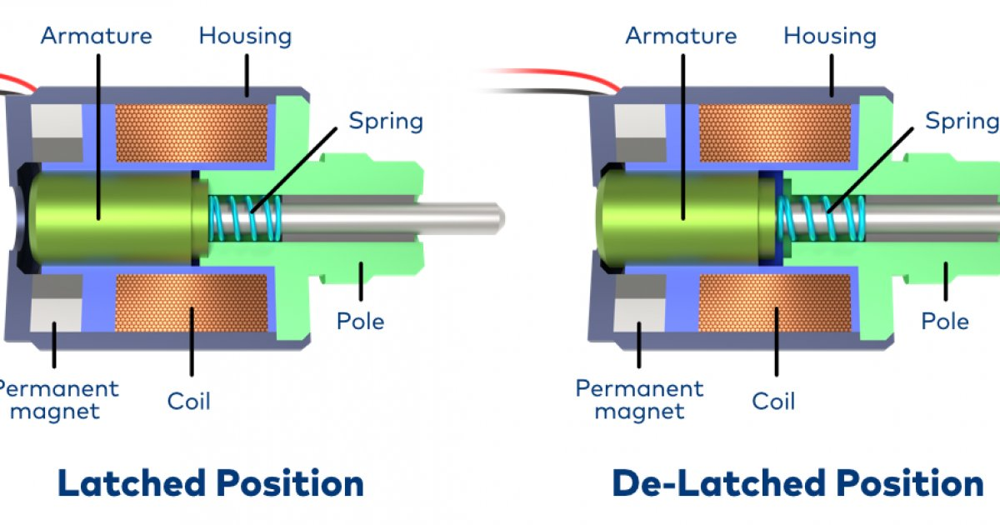 Armature
Housing
Armature
Housing
Spring
Spring
Pole
Pole
Permanent
magnet
Coil
Permanent
magnet
Coil
Latched Position
De-Latched Position